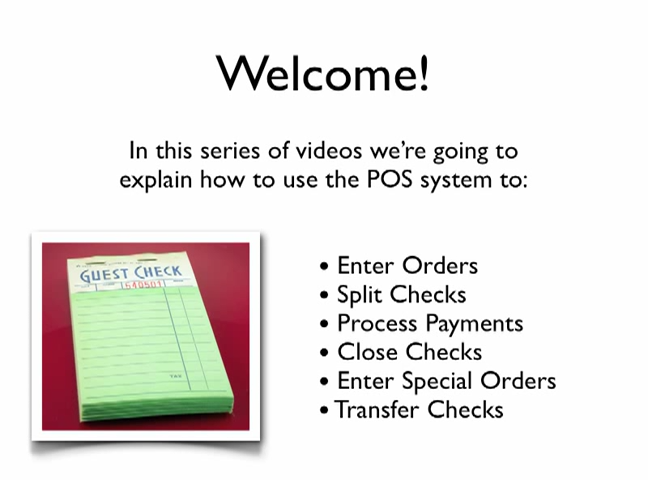 Welcome!
In this series of videos we're going to
explain how to use the POS system to:
GUEST CHECK
540501
TAX
• Enter Orders
• Split Checks
• Process Payments
• Close Checks
• Enter Special Orders
• Transfer Checks